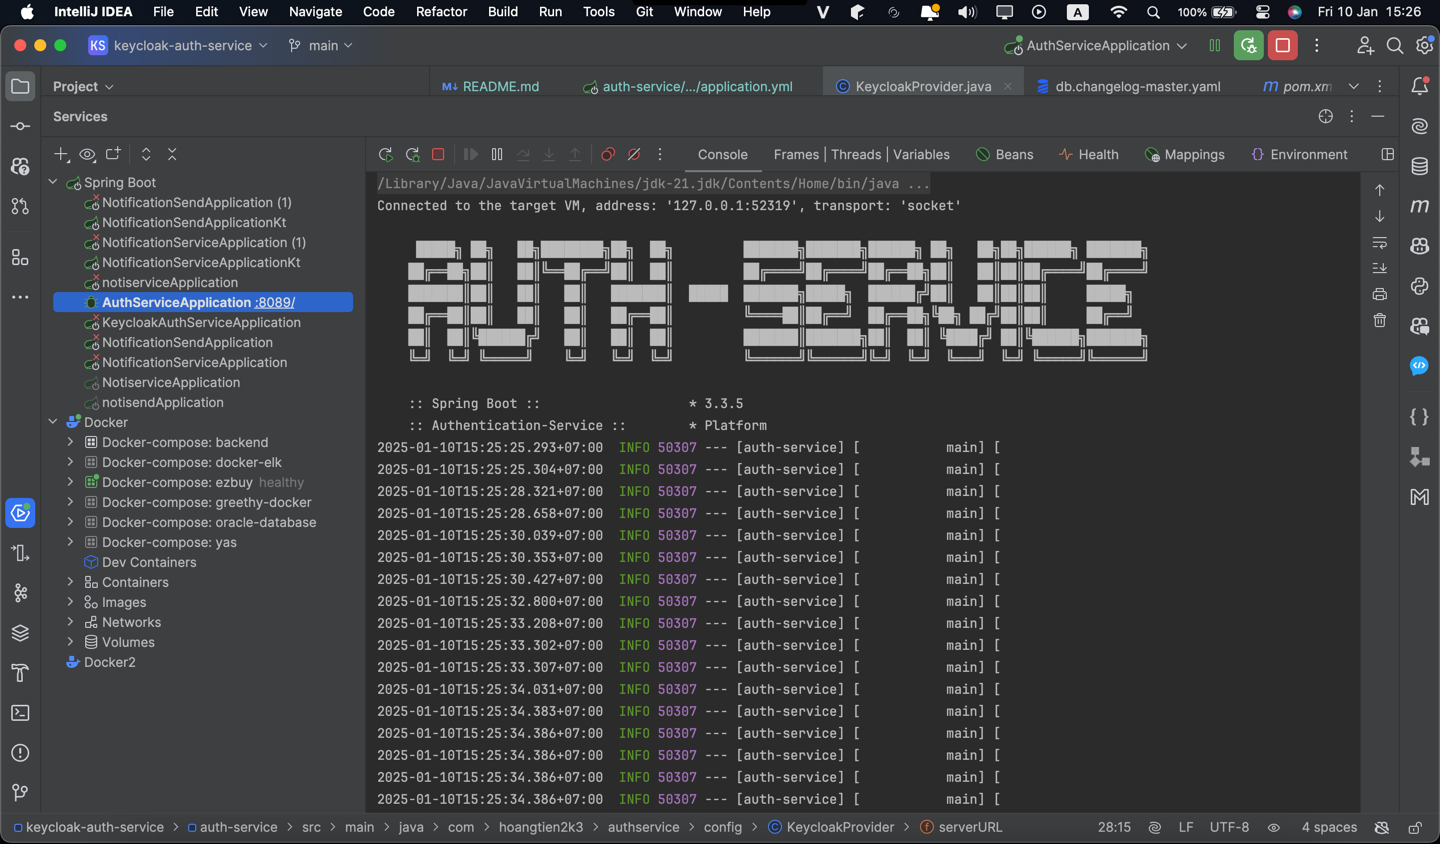 IntelliJ IDEA File Edit View Navigate Code Refactor Build Run Tools Git Window Help A 100% Fri 10 Jan 15:26
KS keycloak-auth-service main AuthServiceApplication
Project README.md auth-service/.../application.yml KeycloakProvider.java db.changelog-master.yaml pom.xm
Services
Console Frames | Threads | Variables Beans Health Mappings Environment
Spring Boot
NotificationSendApplication (1)
NotificationSendApplicationKt
NotificationServiceApplication (1)
NotificationServiceApplicationKt
notiserviceApplication
AuthServiceApplication :8089/
KeycloakAuthServiceApplication
NotificationSendApplication
NotificationServiceApplication
NotiserviceApplication
notisendApplication
Docker
Docker-compose: backend
Docker-compose: docker-elk
Docker-compose: ezbuy healthy
Docker-compose: greethy-docker
Docker-compose: oracle-database
Docker-compose: yas
Dev Containers
Containers
Images
Networks
Volumes
Docker2
/Library/Java/JavaVirtualMachines/jdk-21.jdk/Contents/Home/bin/java ...
Connected to the target VM, address: '127.0.0.1:52319', transport: 'socket'
AUTH-SERVICE
:: Spring Boot :: * 3.3.5
:: Authentication-Service :: * Platform
2025-01-10T15:25:25.293+07:00 INFO 50307 --- [auth-service] [ main] [
2025-01-10T15:25:25.304+07:00 INFO 50307 --- [auth-service] [ main] [
2025-01-10T15:25:28.321+07:00 INFO 50307 --- [auth-service] [ main] [
2025-01-10T15:25:28.658+07:00 INFO 50307 --- [auth-service] [ main] [
2025-01-10T15:25:30.039+07:00 INFO 50307 --- [auth-service] [ main] [
2025-01-10T15:25:30.353+07:00 INFO 50307 --- [auth-service] [ main] [
2025-01-10T15:25:30.427+07:00 INFO 50307 --- [auth-service] [ main] [
2025-01-10T15:25:32.800+07:00 INFO 50307 --- [auth-service] [ main] [
2025-01-10T15:25:33.208+07:00 INFO 50307 --- [auth-service] [ main] [
2025-01-10T15:25:33.302+07:00 INFO 50307 --- [auth-service] [ main] [
2025-01-10T15:25:33.307+07:00 INFO 50307 --- [auth-service] [ main] [
2025-01-10T15:25:34.031+07:00 INFO 50307 --- [auth-service] [ main] [
2025-01-10T15:25:34.383+07:00 INFO 50307 --- [auth-service] [ main] [
2025-01-10T15:25:34.386+07:00 INFO 50307 --- [auth-service] [ main] [
2025-01-10T15:25:34.386+07:00 INFO 50307 --- [auth-service] [ main] [
2025-01-10T15:25:34.386+07:00 INFO 50307 --- [auth-service] [ main] [
2025-01-10T15:25:34.386+07:00 INFO 50307 --- [auth-service] [ main] [
keycloak-auth-service > auth-service > src > main > java > com > hoangtien2k3 > authservice > config > KeycloakProvider > serverURL 28:15 LF UTF-8 4 spaces